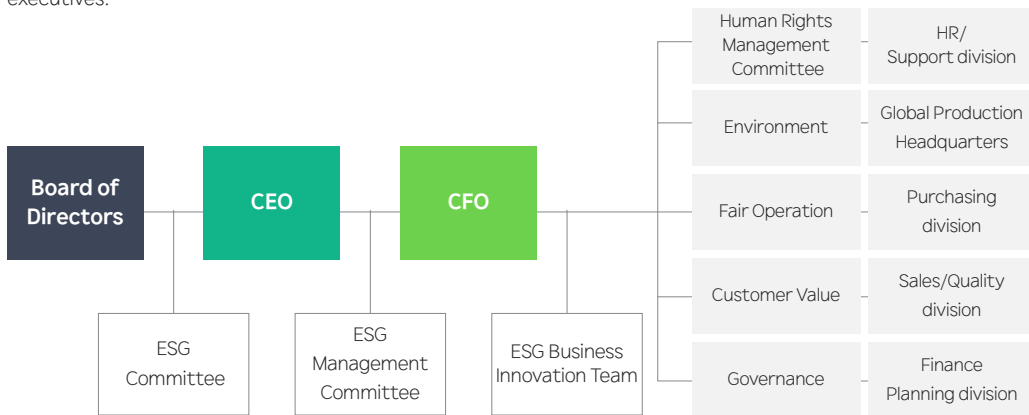 executives.
Board of
Directors
CEO
CFO
ESG
Committee
ESG
Management
Committee
ESG Business
Innovation Team
Human Rights
Management
Committee
HR/
Support division
Environment
Global Production
Headquarters
Fair Operation
Purchasing
division
Customer Value
Sales/Quality
division
Governance
Finance
Planning division